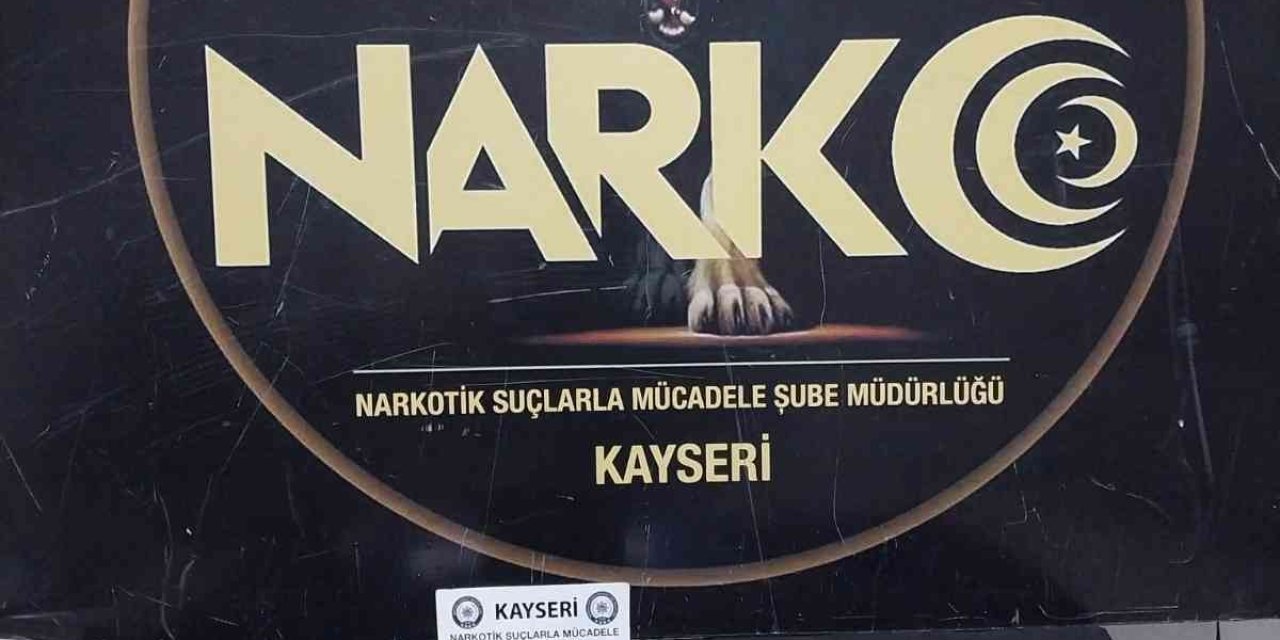 NARKO
NARKOTİK SUÇLARLA MÜCADELE ŞUBE MÜDÜRLÜĞÜ
KAYSERİ
KAYSERİ
NARKOTİK SUÇLARLA MÜCADELE